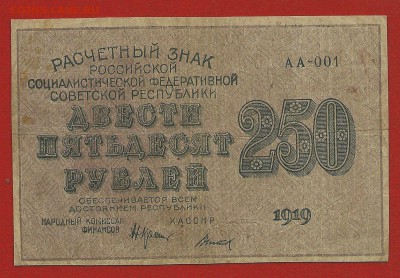 РАСЧЕТНЫЙ ЗНАК
РОССИЙСКОЙ
СОЦИАЛИСТИЧЕСКОЙ ФЕДЕРАТИВНОЙ
СОВЕТСКОЙ РЕСПУБЛИКИ
АА-001
ДВЕСТИ
ПЯТЬДЕСЯТ
РУБЛЕЙ
250
ОБЕСПЕЧИВАЕТСЯ ВСЕМ
ДОСТОЯНИЕМ РЕСПУБЛИКИ
НАРОДНЫЙ КОМИССАР
ФИНАНСОВ
КАССИР
1919